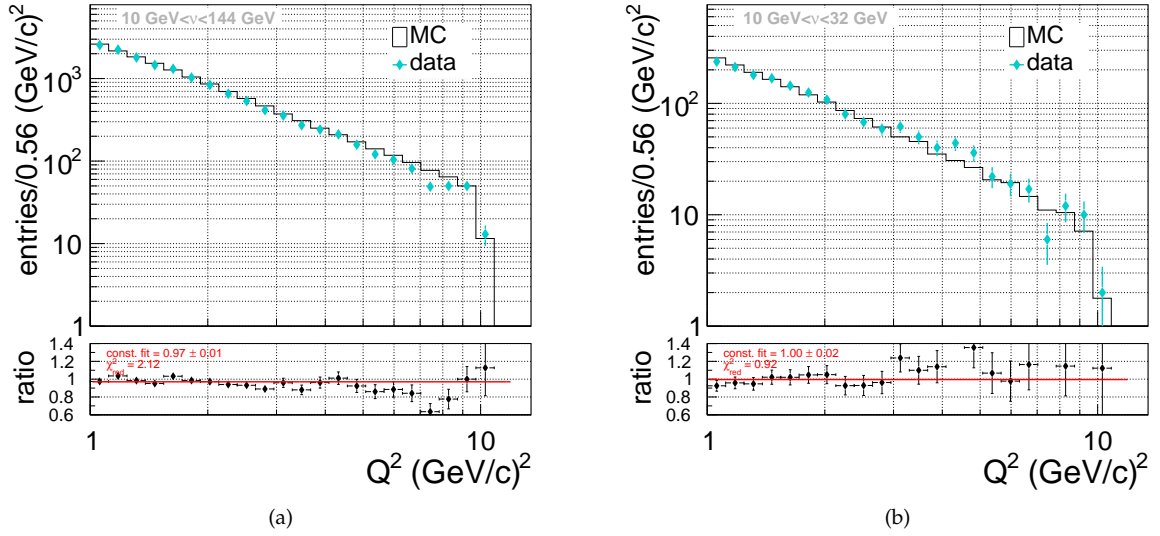 10 GeV<ν<144 GeV
MC
data
entries/0.56 (GeV/c)²
10³
10²
10
1
const. fit = 0.97 ± 0.01
χ²red = 2.12
ratio
1.4
1.2
1
0.8
0.6
1
10
Q² (GeV/c)²
(a)
10 GeV<ν<32 GeV
MC
data
entries/0.56 (GeV/c)²
10²
10
1
const. fit = 1.00 ± 0.02
χ²red = 0.92
ratio
1.4
1.2
1
0.8
0.6
1
10
Q² (GeV/c)²
(b)